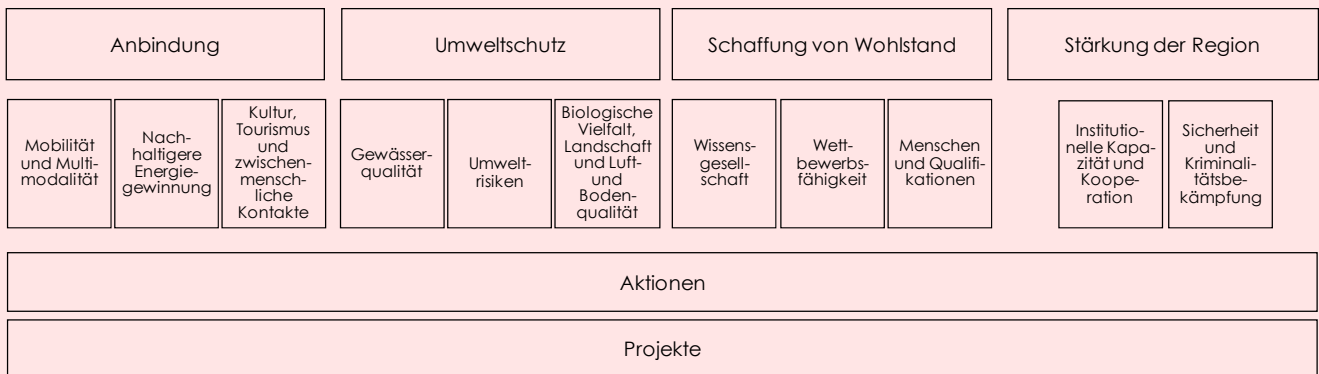 Anbindung
Umweltschutz
Schaffung von Wohlstand
Stärkung der Region
Mobilität
und Multi-
modalität
Nach-
haltigere
Energie-
gewinnung
Kultur,
Tourismus
und
zwischen-
mensch-
liche
Kontakte
Gewässer-
qualität
Umwelt-
risiken
Biologische
Vielfalt,
Landschaft
und Luft-
und
Boden-
qualität
Wissens-
gesell-
schaft
Wett-
bewerbs-
fähigkeit
Menschen
und Qualifi-
kationen
Institutio-
nelle Kapa-
zität und
Koope-
ration
Sicherheit
und
Kriminali-
tätsbe-
kämpfung
Aktionen
Projekte